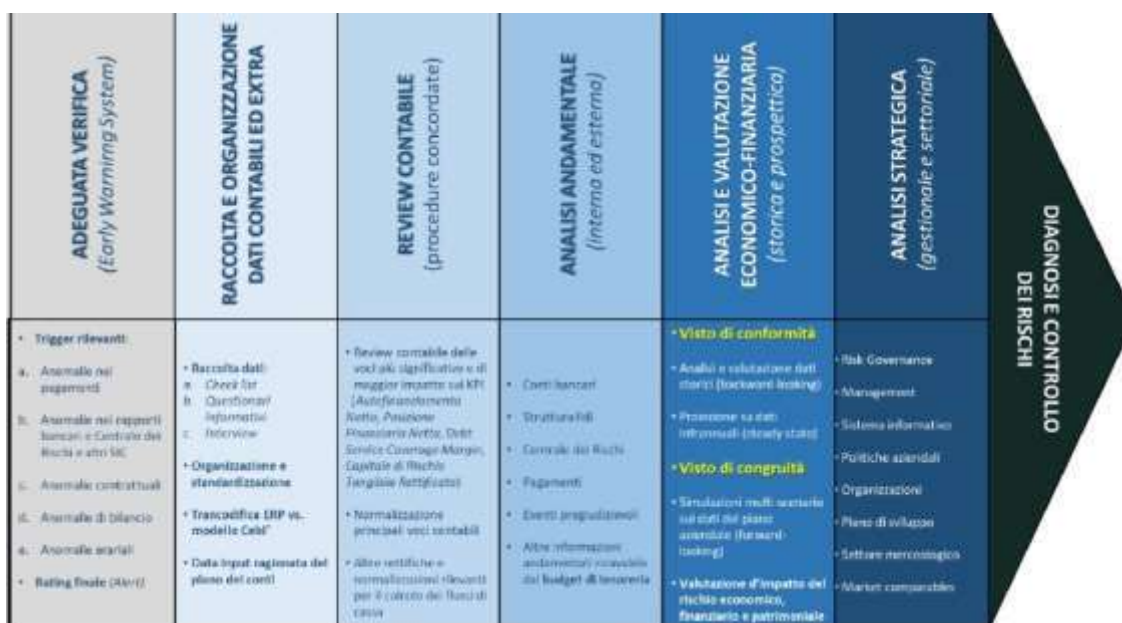 ADEGUATA VERIFICA
(Early Warnirng System)
RACCOLTA E ORGANIZZAZIONE
DATI CONTABILI ED EXTRA
REVIEW CONTABILE
(procedure concordate)
ANALISI ANDAMENTALE
(interna ed esterna)
ANALISI E VALUTAZIONE
ECONOMICO-FINANZIARIA
(storica e prospettica)
ANALISI STRATEGICA
(gestionale e settoriale)
DIAGNOSI E CONTROLLO
DEI RISCHI
• Trigger rilevanti:
a. Anomalie nei
pagamenti
b. Anomalie nei rapporti
bancari e Centrale dei
Rischi e altri SIC
c. Anomalie contrattuali
d. Anomalie di bilancio
e. Anomalie erariali
• Rating finale (Alert)
• Raccolta dati:
a. Check list
b. Questionari
informativi
c. Interview
• Organizzazione e
standardizzazione
• Trancodifica ERP vs.
modello
• Data input ragionata del
piano dei conti
• Review contabile delle
voci più significative e di
maggior impatto sui KPI
(Autofinanziamento
Netto, Posizione
Finanziaria Netta, Debt
Service Coverage Margin,
Capitale di Rischio
Tangibile Rettificato)
• Normalizzazione
principali voci contabili
• Altre rettifiche e
normalizzazioni rilevanti
per il calcolo dei flussi di
cassa
• Conti bancari
• Struttura fidi
• Centrale dei Rischi
• Pagamenti
• Eventi pregiudizievoli
• Altre informazioni
andamentali ricavabili
dal budget di tesoreria
• Visto di conformità
• Analisi e valutazione dati
storici (backward-looking)
• Proiezione su dati
infrannuali (steady state)
• Visto di congruità
• Simulazioni multi scenario
sui dati del piano
aziendale (forward-
looking)
• Valutazione d'impatto del
rischio economico,
finanziario e patrimoniale
• Risk Governance
• Management
• Sistema informativo
• Politiche aziendali
• Organizzazioni
• Piano di sviluppo
• Settore merceologico
• Market comparables